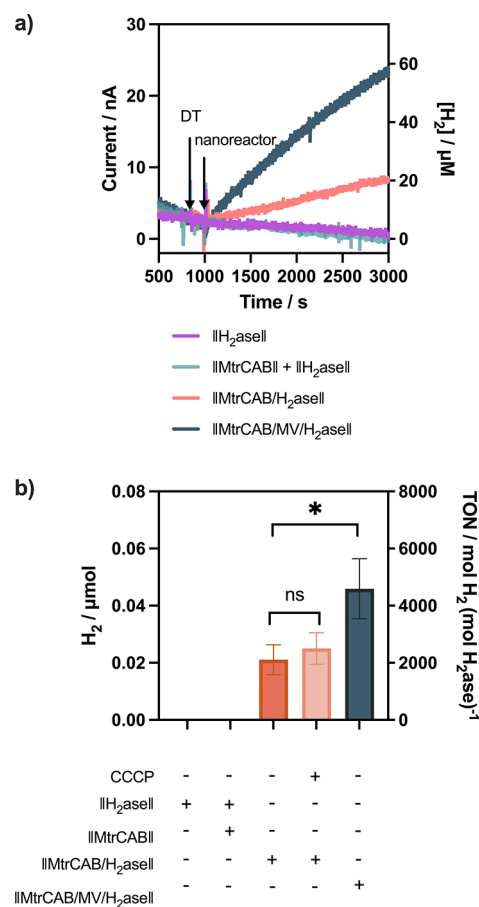 a)
30
20
10
0
Current / nA
DT
nanoreactor
60
40
20
0
[H₂] / µM
500 1000 1500 2000 2500 3000
Time / s
‖H₂ase‖
‖MtrCAB‖ + ‖H₂ase‖
‖MtrCAB/H₂ase‖
‖MtrCAB/MV/H₂ase‖
b)
0.08
0.06
0.04
0.02
0.00
H₂ / µmol
*
ns
8000
6000
4000
2000
0
TON / mol H₂ (mol H₂ase)⁻¹
CCCP - - - + -
‖H₂ase‖ + + - - -
‖MtrCAB‖ - + - - -
‖MtrCAB/H₂ase‖ - - + + -
‖MtrCAB/MV/H₂ase‖ - - - - +